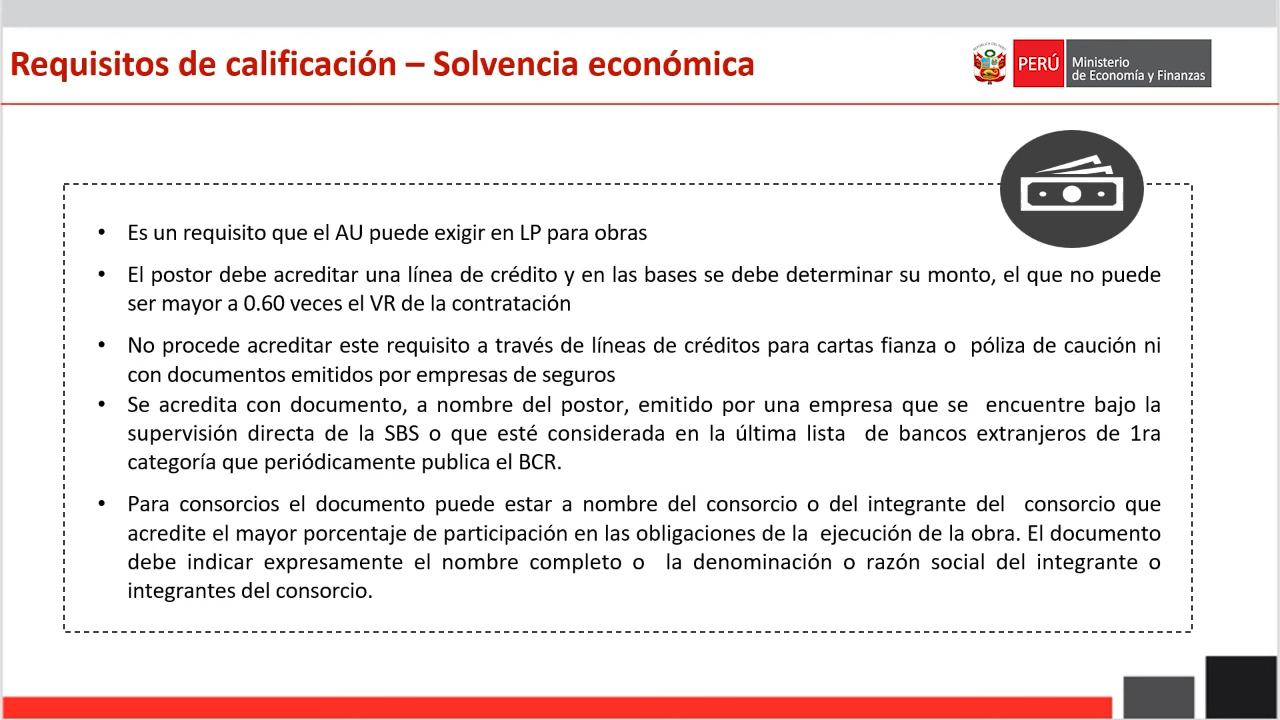 Requisitos de calificación – Solvencia económica
PERÚ
Ministerio
de Economía y Finanzas
• Es un requisito que el AU puede exigir en LP para obras
• El postor debe acreditar una línea de crédito y en las bases se debe determinar su monto, el que no puede
ser mayor a 0.60 veces el VR de la contratación
• No procede acreditar este requisito a través de líneas de créditos para cartas fianza o póliza de caución ni
con documentos emitidos por empresas de seguros
• Se acredita con documento, a nombre del postor, emitido por una empresa que se encuentre bajo la
supervisión directa de la SBS o que esté considerada en la última lista de bancos extranjeros de 1ra
categoría que periódicamente publica el BCR.
• Para consorcios el documento puede estar a nombre del consorcio o del integrante del consorcio que
acredite el mayor porcentaje de participación en las obligaciones de la ejecución de la obra. El documento
debe indicar expresamente el nombre completo o la denominación o razón social del integrante o
integrantes del consorcio.